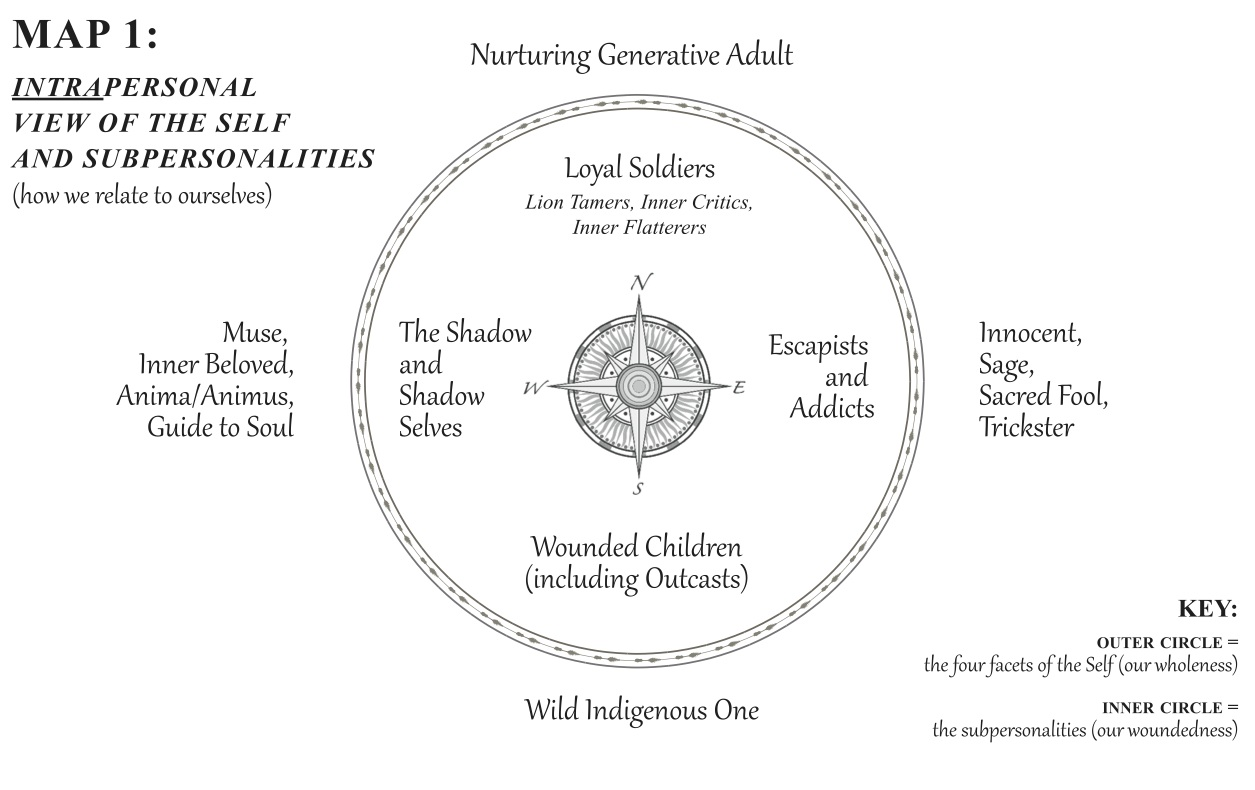 MAP 1:
INTRAPERSONAL
VIEW OF THE SELF
AND SUBPERSONALITIES
(how we relate to ourselves)
Nurturing Generative Adult
Loyal Soldiers
Lion Tamers, Inner Critics,
Inner Flatterers
N
W
E
S
Muse,
Inner Beloved,
Anima/Animus,
Guide to Soul
The Shadow
and
Shadow
Selves
Escapists
and
Addicts
Innocent,
Sage,
Sacred Fool,
Trickster
Wounded Children
(including Outcasts)
Wild Indigenous One
KEY:
OUTER CIRCLE =
the four facets of the Self (our wholeness)
INNER CIRCLE =
the subpersonalities (our woundedness)